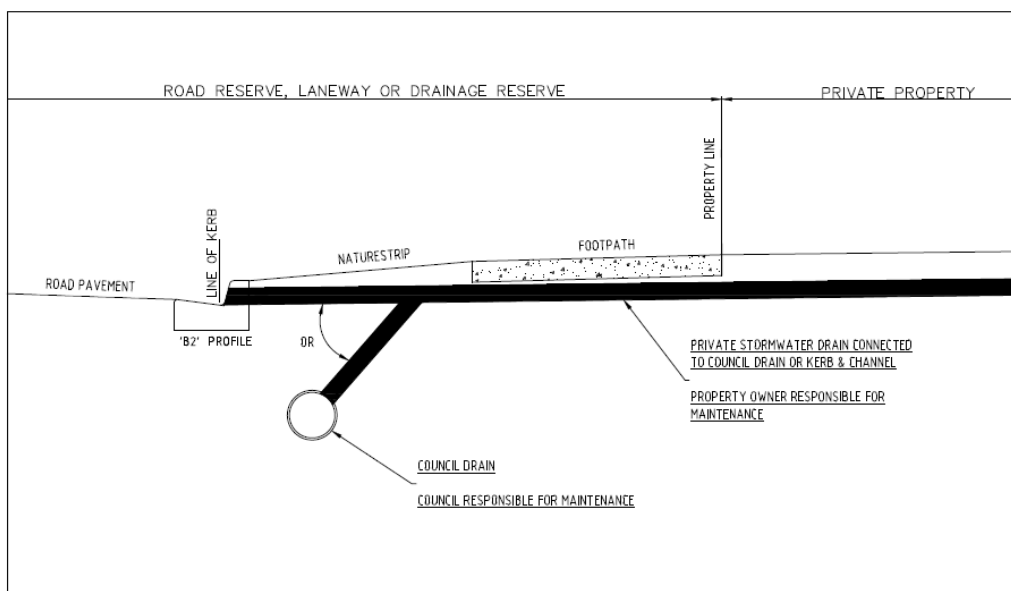 ROAD RESERVE, LANEWAY OR DRAINAGE RESERVE
PRIVATE PROPERTY
PROPERTY LINE
LINE OF KERB
FOOTPATH
NATURESTRIP
ROAD PAVEMENT
'B2' PROFILE
OR
PRIVATE STORMWATER DRAIN CONNECTED
TO COUNCIL DRAIN OR KERB & CHANNEL
PROPERTY OWNER RESPONSIBLE FOR
MAINTENANCE
COUNCIL DRAIN
COUNCIL RESPONSIBLE FOR MAINTENANCE